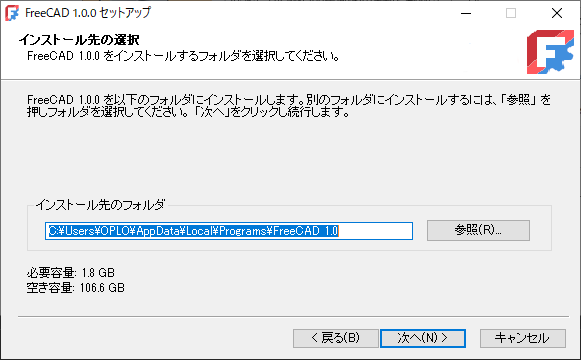 FreeCAD 1.0.0 セットアップ
インストール先の選択
FreeCAD 1.0.0 をインストールするフォルダを選択してください。
FreeCAD 1.0.0 を以下のフォルダにインストールします。別のフォルダにインストールするには、「参照」 を
押しフォルダを選択してください。 「次へ」をクリックし続行します。
インストール先のフォルダ
C:¥Users¥OPLO¥AppData¥Local¥Programs¥FreeCAD 1.0
参照(R)...
必要容量: 1.8 GB
空き容量: 106.6 GB
< 戻る(B)
次へ(N) >
キャンセル